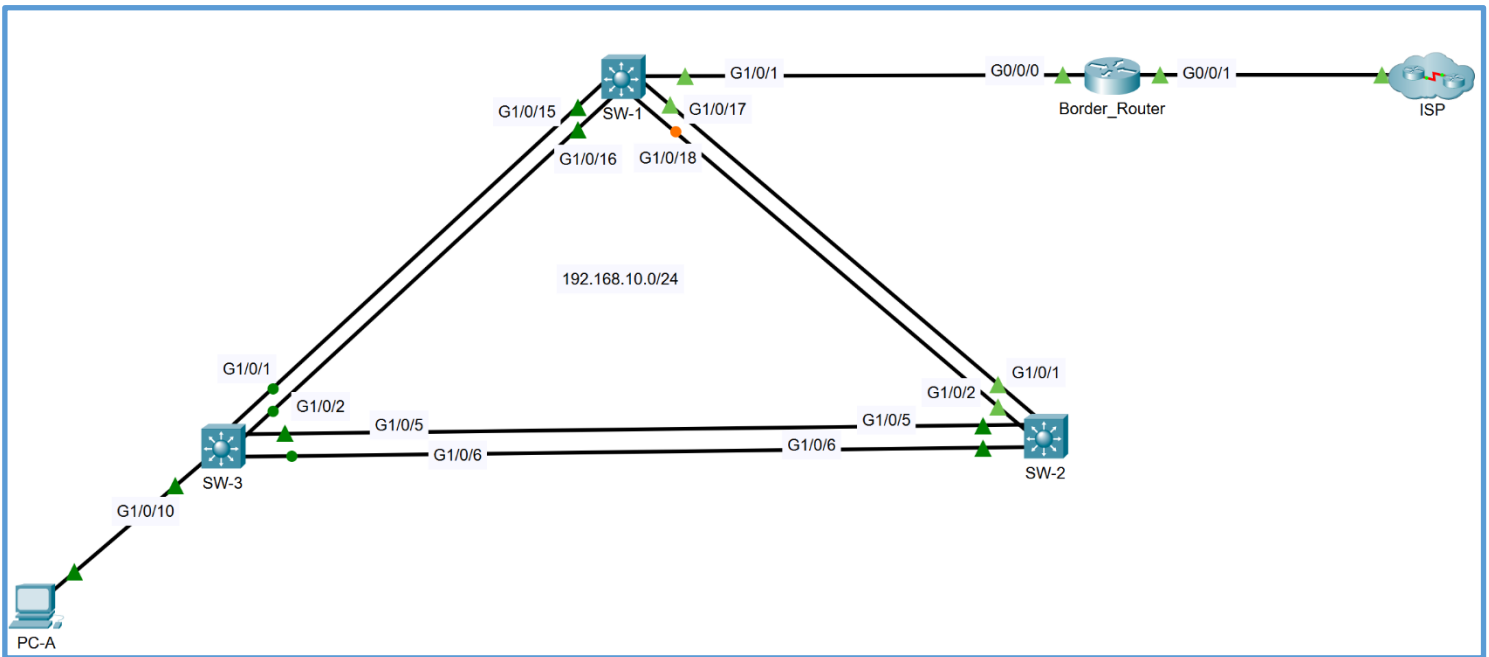 G1/0/1
G0/0/0
G0/0/1
G1/0/15
SW-1
G1/0/17
Border_Router
ISP
G1/0/16
G1/0/18
192.168.10.0/24
G1/0/1
G1/0/1
G1/0/2
G1/0/2
G1/0/5
G1/0/5
G1/0/6
G1/0/6
SW-3
SW-2
G1/0/10
PC-A